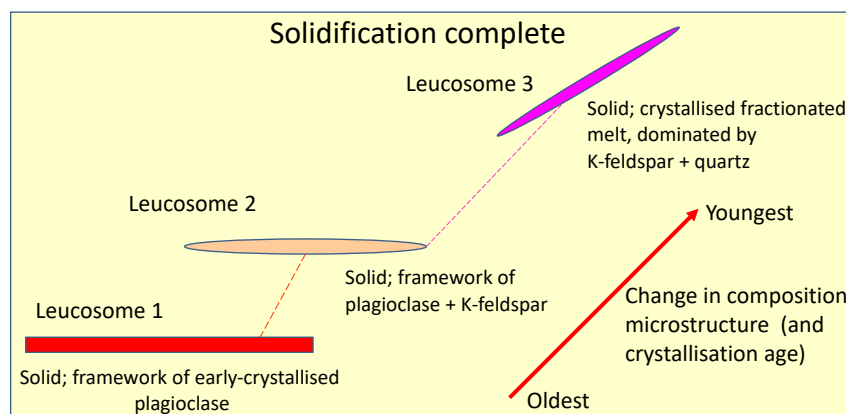 Solidification complete
Leucosome 3
Solid; crystallised fractionated
melt, dominated by
K-feldspar + quartz
Leucosome 2
Youngest
Solid; framework of
plagioclase + K-feldspar
Change in composition
microstructure  (and
crystallisation age)
Leucosome 1
Solid; framework of early-crystallised
plagioclase
Oldest